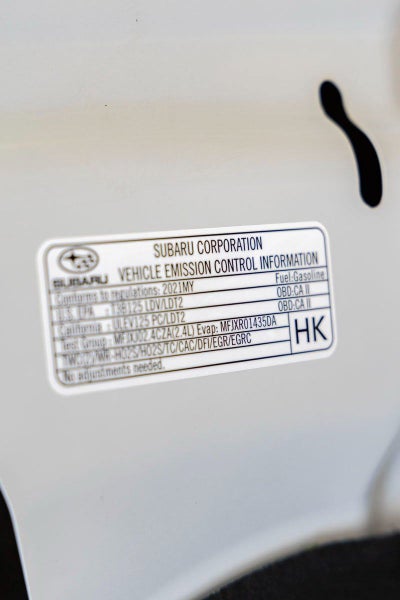 SUBARU
SUBARU CORPORATION
VEHICLE EMISSION CONTROL INFORMATION
Conforms to regulations: 2021MY Fuel:Gasoline
U.S. EPA : T3B125 LDV/LDT2 OBD:CA II
California : ULEV125 PC/LDT2 OBD:CA II
Test Group : MFJXJ02.4CZA(2.4L) Evap: MFJXR01435DA
TWC(2)/WR-HO2S/HO2S/TC/CAC/DFI/EGR/EGRC
No adjustments needed.
HK